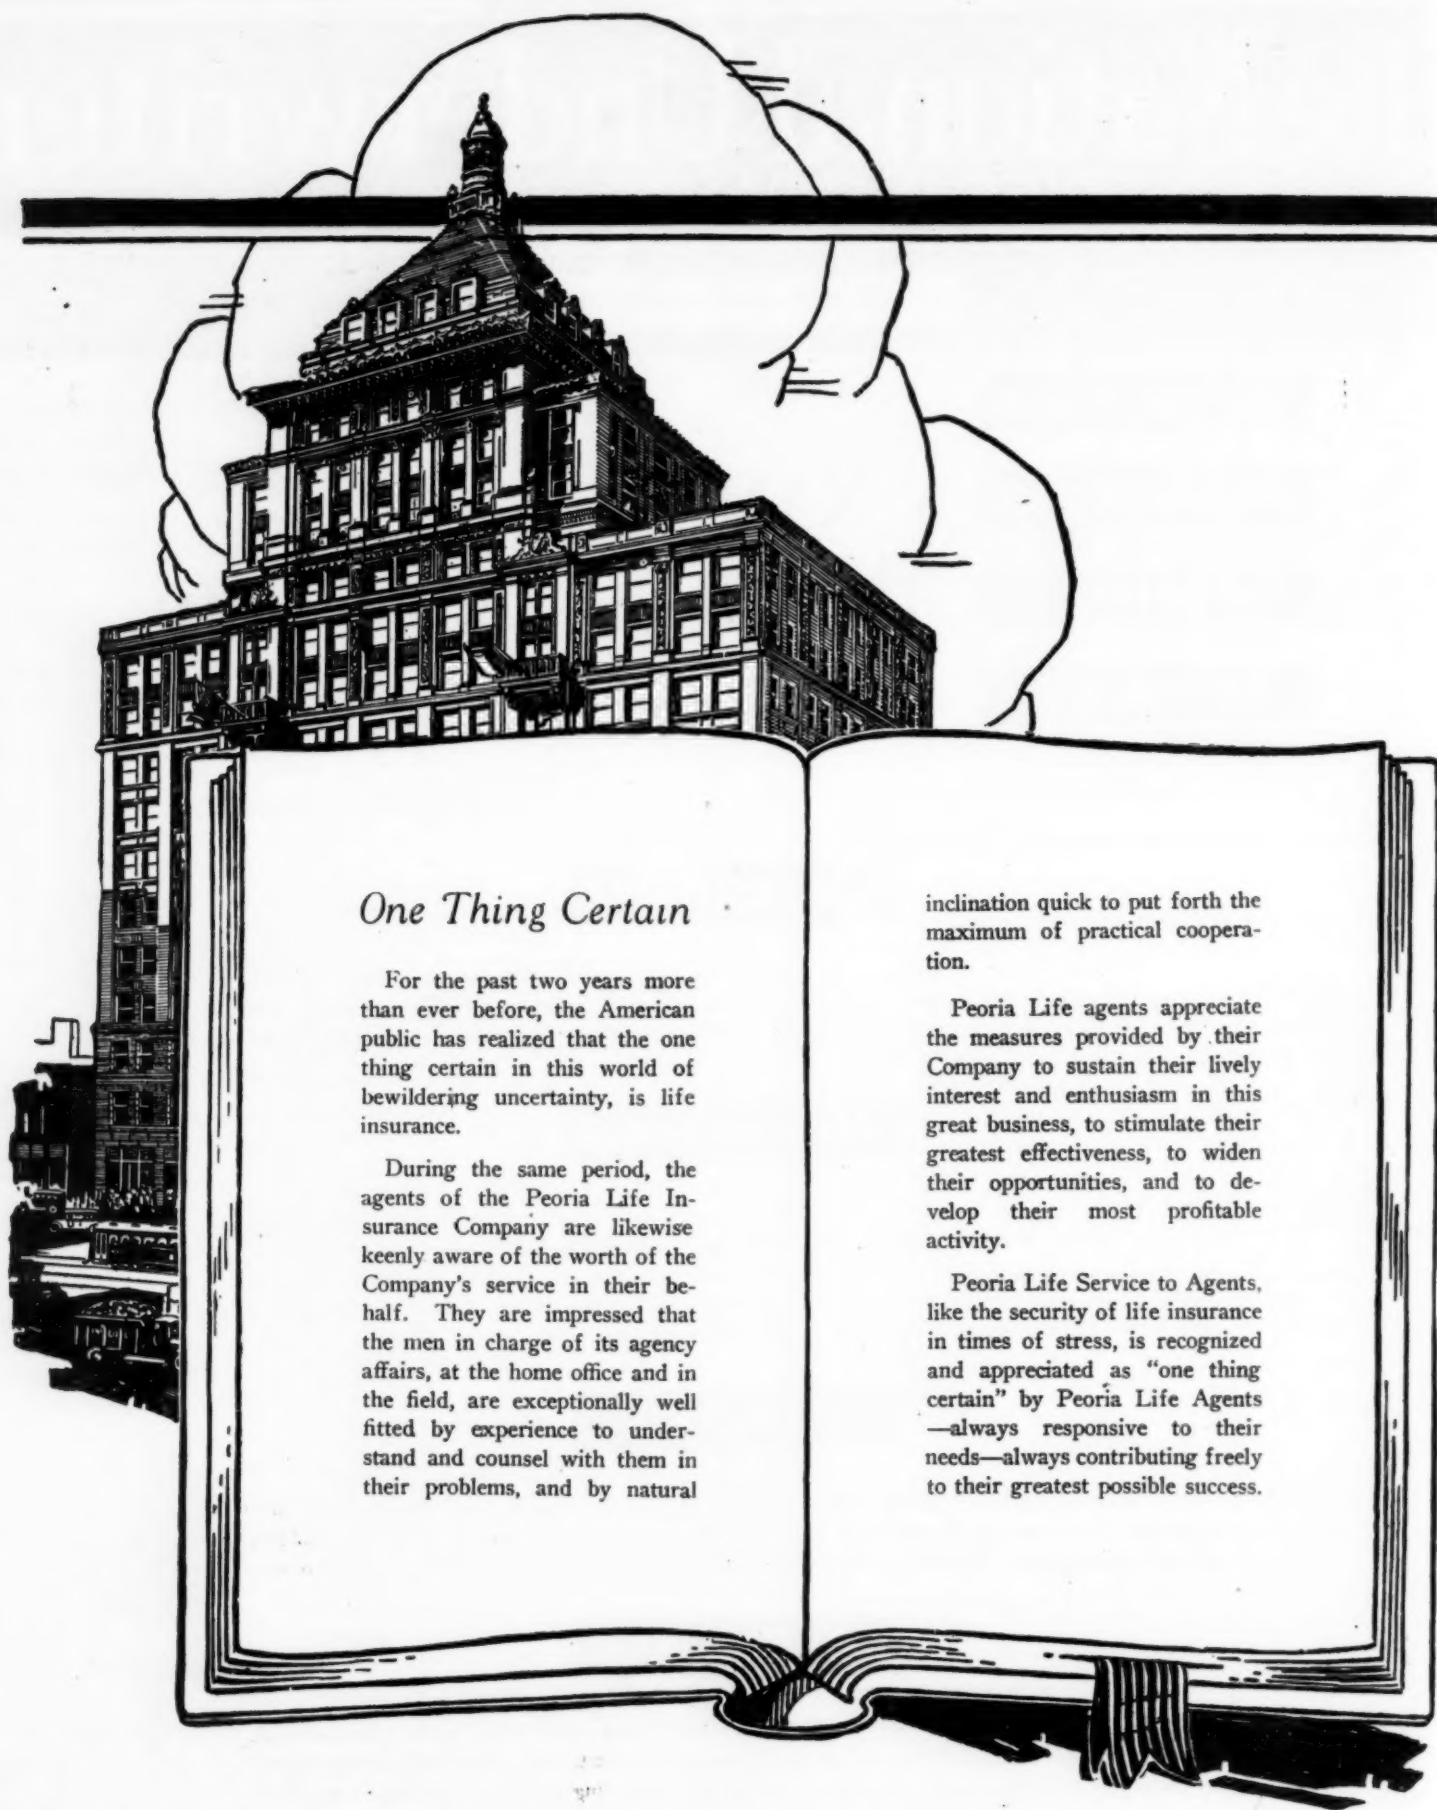 One Thing Certain
For the past two years more
than ever before, the American
public has realized that the one
thing certain in this world of
bewildering uncertainty, is life
insurance.
During the same period, the
agents of the Peoria Life In-
surance Company are likewise
keenly aware of the worth of the
Company's service in their be-
half. They are impressed that
the men in charge of its agency
affairs, at the home office and in
the field, are exceptionally well
fitted by experience to under-
stand and counsel with them in
their problems, and by natural
inclination quick to put forth the
maximum of practical coopera-
tion.
Peoria Life agents appreciate
the measures provided by their
Company to sustain their lively
interest and enthusiasm in this
great business, to stimulate their
greatest effectiveness, to widen
their opportunities, and to de-
velop their most profitable
activity.
Peoria Life Service to Agents,
like the security of life insurance
in times of stress, is recognized
and appreciated as "one thing
certain" by Peoria Life Agents
—always responsive to their
needs—always contributing freely
to their greatest possible success.